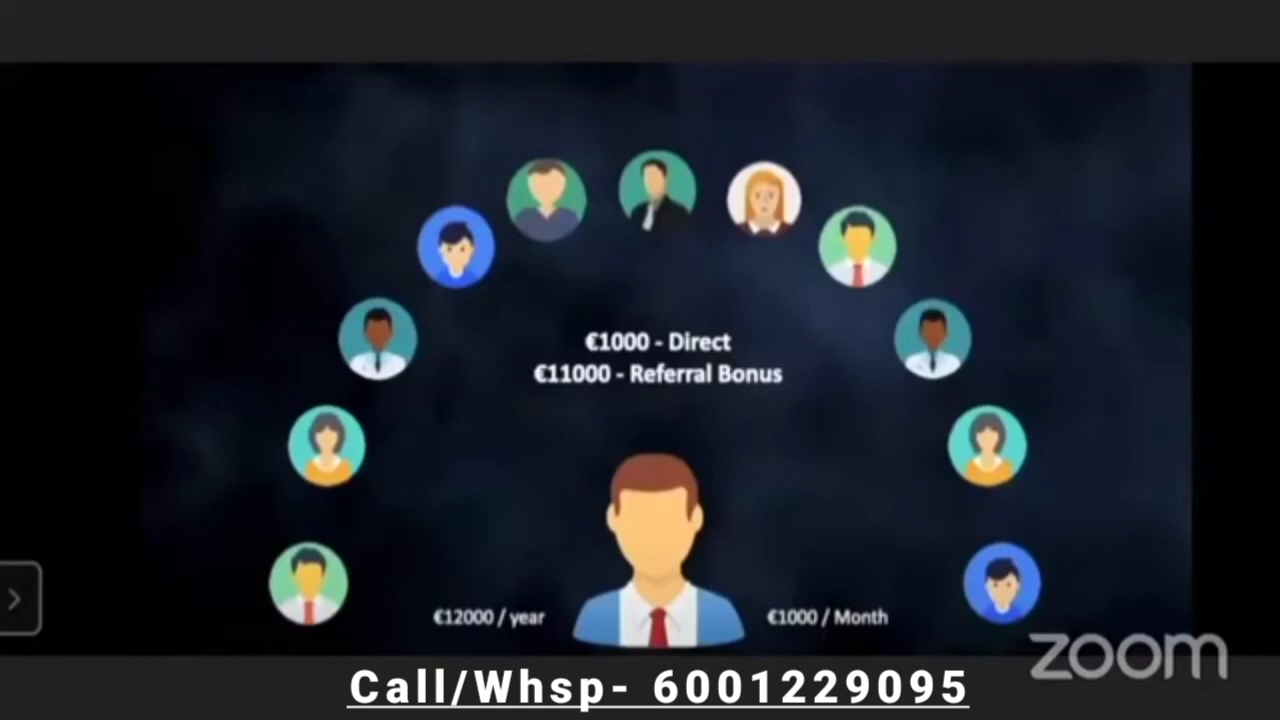 €1000 - Direct
€11000 - Referral Bonus
€12000 / year
€1000 / Month
zoom
Call/Whsp- 6001229095